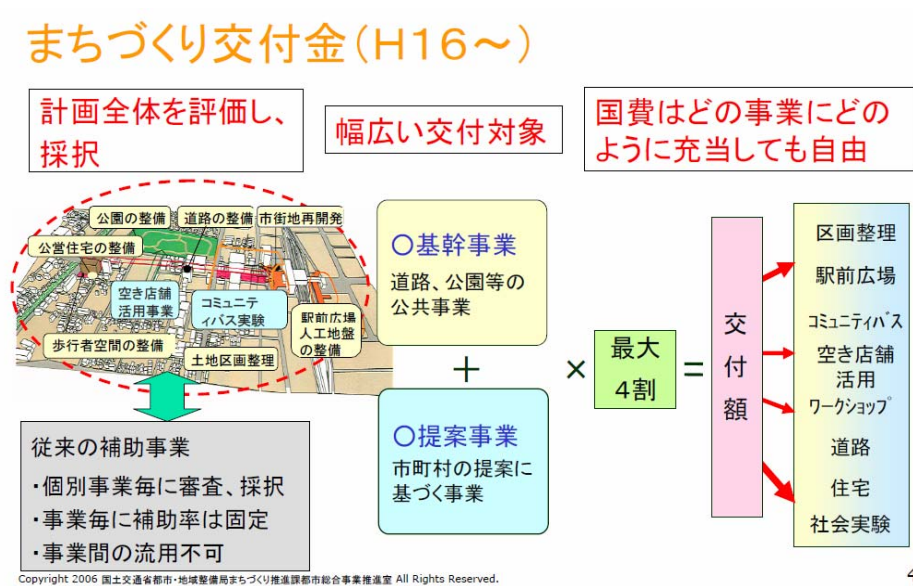 まちづくり交付金(H16~)
計画全体を評価し、
採択
幅広い交付対象
国費はどの事業にどの
ように充当しても自由
公園の整備
道路の整備
市街地再開発
公営住宅の整備
空き店舗
活用事業
コミュニテ
ィバス実験
駅前広場
人工地盤
の整備
歩行者空間の整備
土地区画整理
従来の補助事業
・個別事業毎に審査、採択
・事業毎に補助率は固定
・事業間の流用不可
○基幹事業
道路、公園等の
公共事業
+
○提案事業
市町村の提案に
基づく事業
×
最大
4割
=
交
付
額
区画整理
駅前広場
コミュニティバス
空き店舗
活用
ワークショップ
道路
住宅
社会実験
Copyright 2006 国土交通省都市・地域整備局まちづくり推進課都市総合事業推進室 All Rights Reserved.